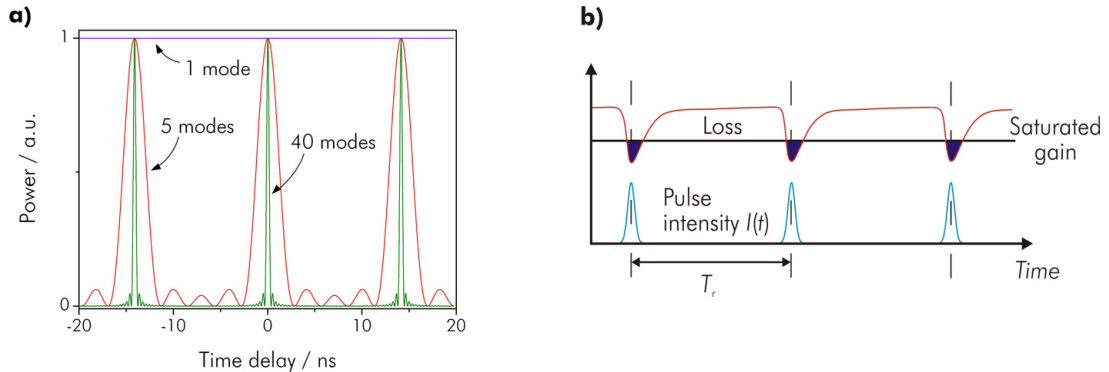 a)
1
1 mode
5 modes
40 modes
Power / a.u.
0
-20
-10
0
10
20
Time delay / ns
b)
Loss
Saturated
gain
Pulse
intensity I(t)
Time
Tr